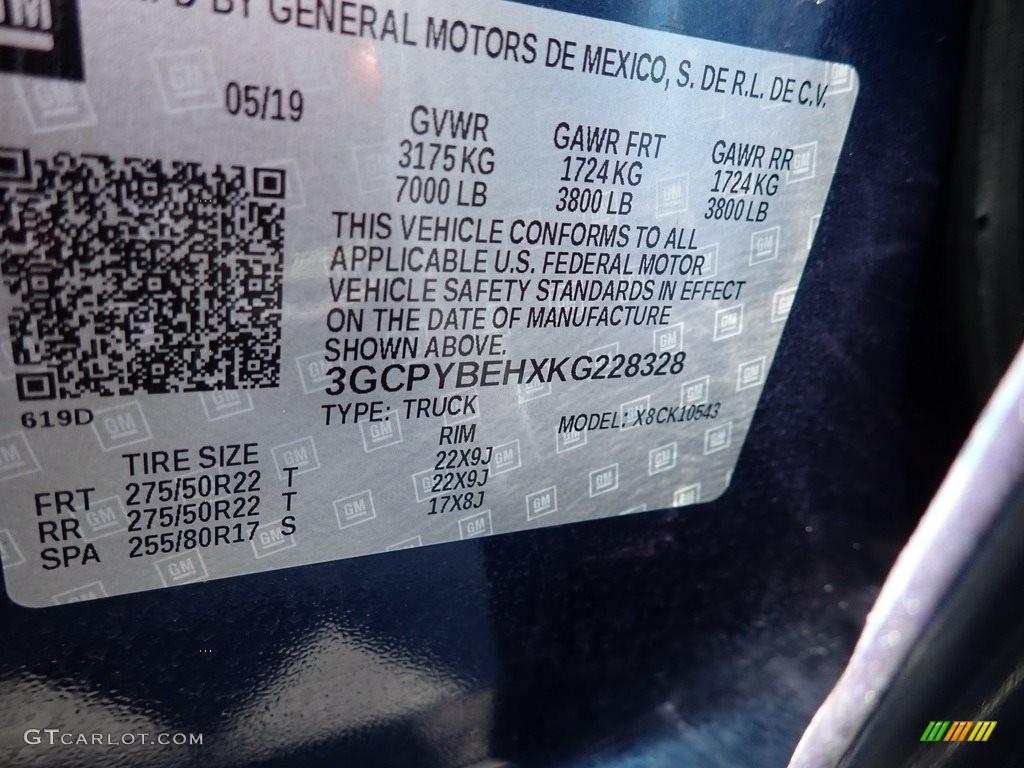 GM
BY GENERAL MOTORS DE MEXICO, S. DE R.L. DE C.V.
05/19
GVWR GAWR FRT GAWR RR
3175 KG 1724 KG 1724 KG
7000 LB 3800 LB 3800 LB
THIS VEHICLE CONFORMS TO ALL
APPLICABLE U.S. FEDERAL MOTOR
VEHICLE SAFETY STANDARDS IN EFFECT
ON THE DATE OF MANUFACTURE
SHOWN ABOVE.
3GCPYBEHXKG228328
619D
TYPE: TRUCK MODEL: X8CK10543
TIRE SIZE RIM
FRT 275/50R22 T 22X9J
RR 275/50R22 T 22X9J
SPA 255/80R17 S 17X8J
GTCARLOT.COM